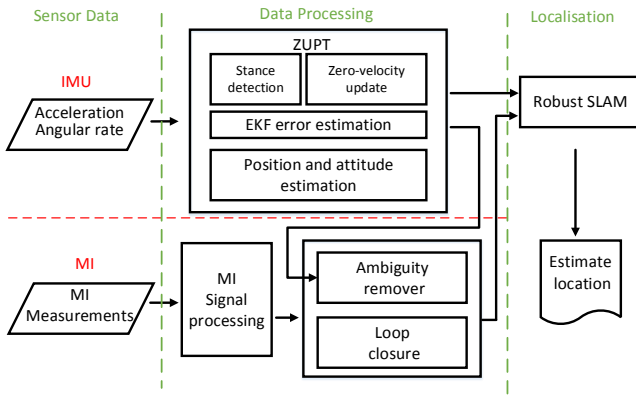 Sensor Data
Data Processing
Localisation
ZUPT
IMU
Acceleration
Angular rate
Stance
detection
Zero-velocity
update
EKF error estimation
Position and attitude
estimation
Robust SLAM
MI
MI
Measurements
MI
Signal
processing
Ambiguity
remover
Loop
closure
Estimate
location